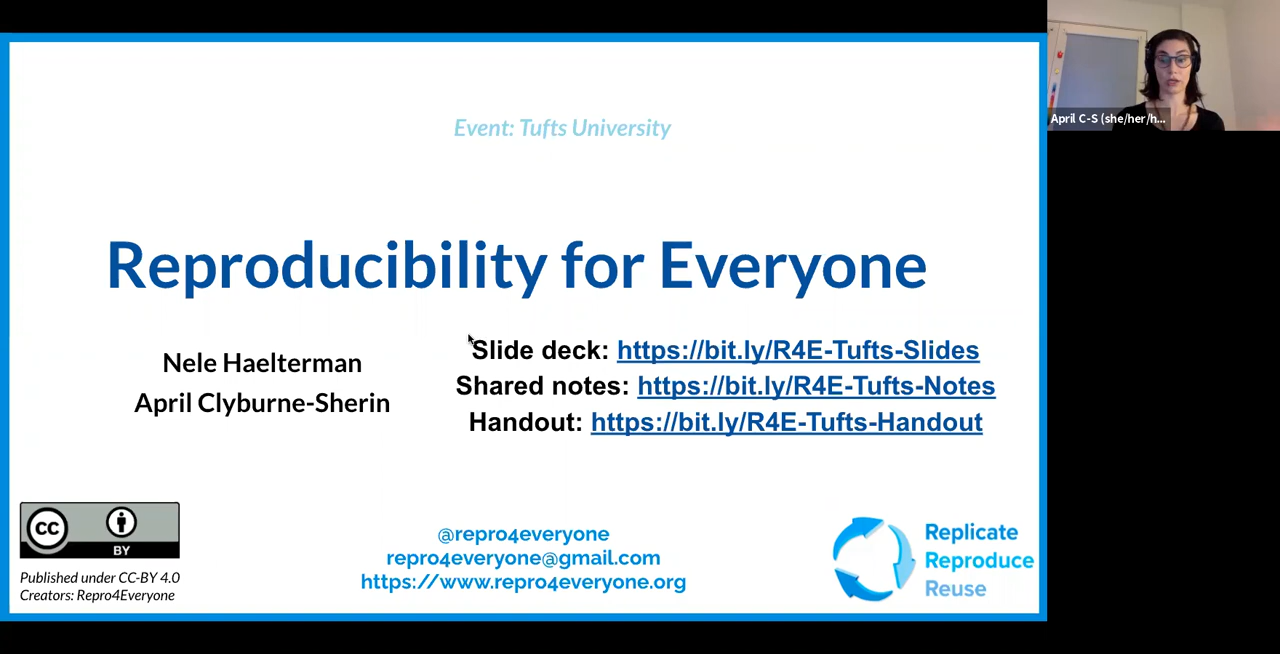 Event: Tufts University
Reproducibility for Everyone
Nele Haelterman
April Clyburne-Sherin
Slide deck: https://bit.ly/R4E-Tufts-Slides
Shared notes: https://bit.ly/R4E-Tufts-Notes
Handout: https://bit.ly/R4E-Tufts-Handout
cc
BY
Published under CC-BY 4.0
Creators: Repro4Everyone
@repro4everyone
repro4everyone@gmail.com
https://www.repro4everyone.org
Replicate
Reproduce
Reuse
April C-S (she/her/h...